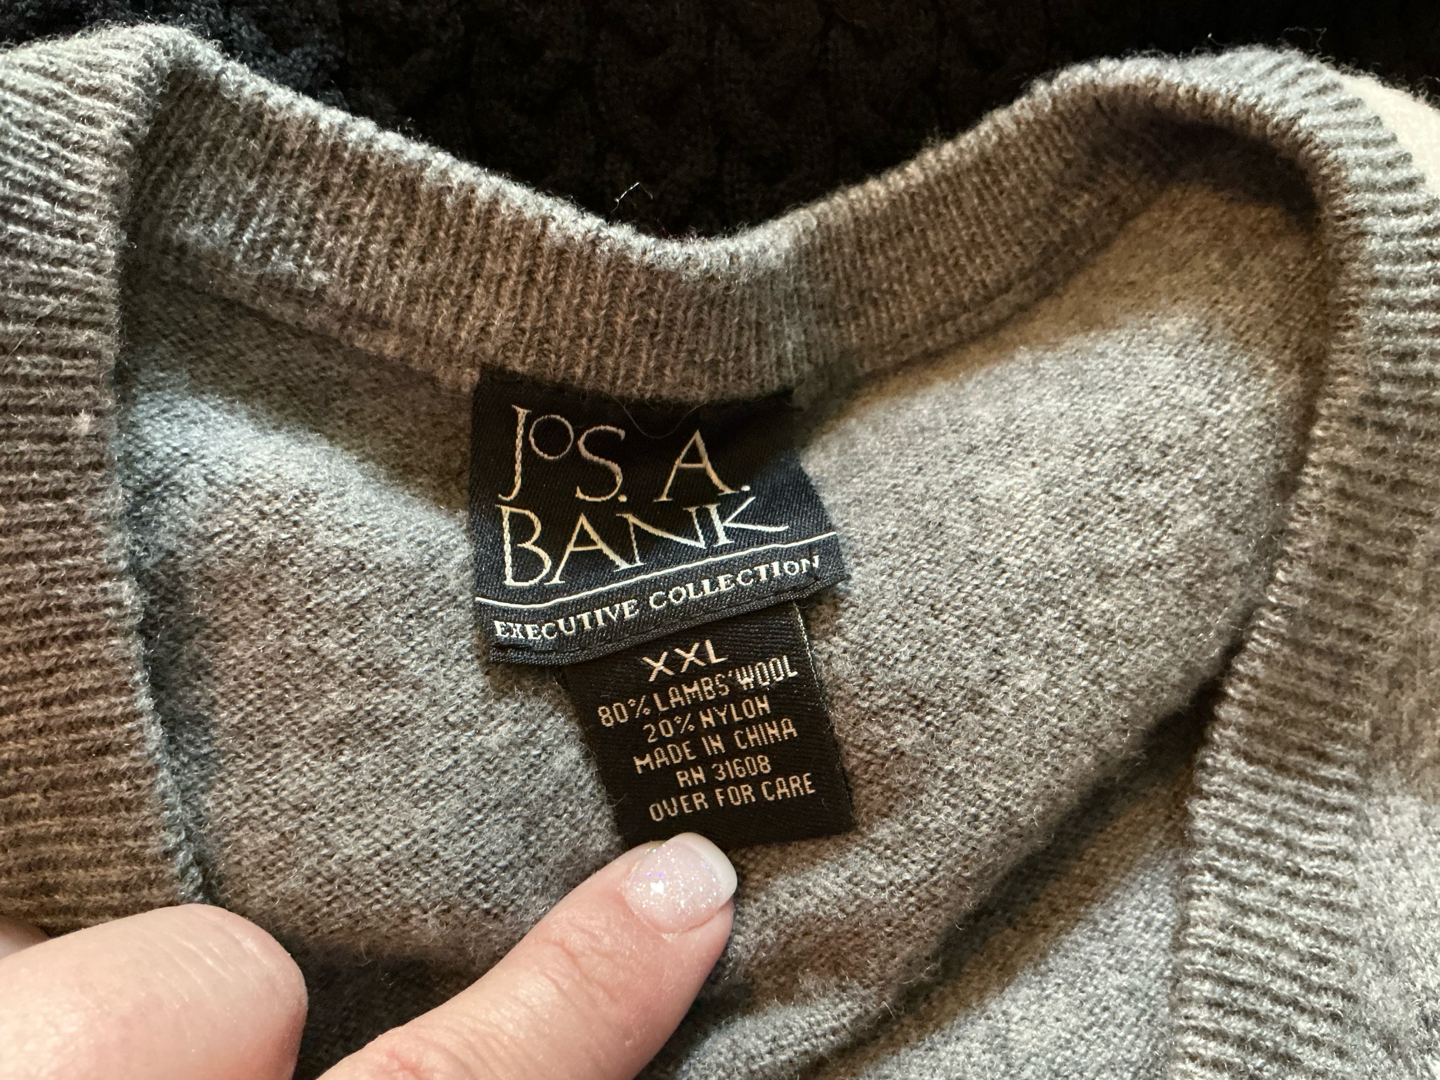 JoS. A.
BANK
EXECUTIVE COLLECTION
XXL
80% LAMBS' WOOL
20% NYLON
MADE IN CHINA
RN 31608
OVER FOR CARE